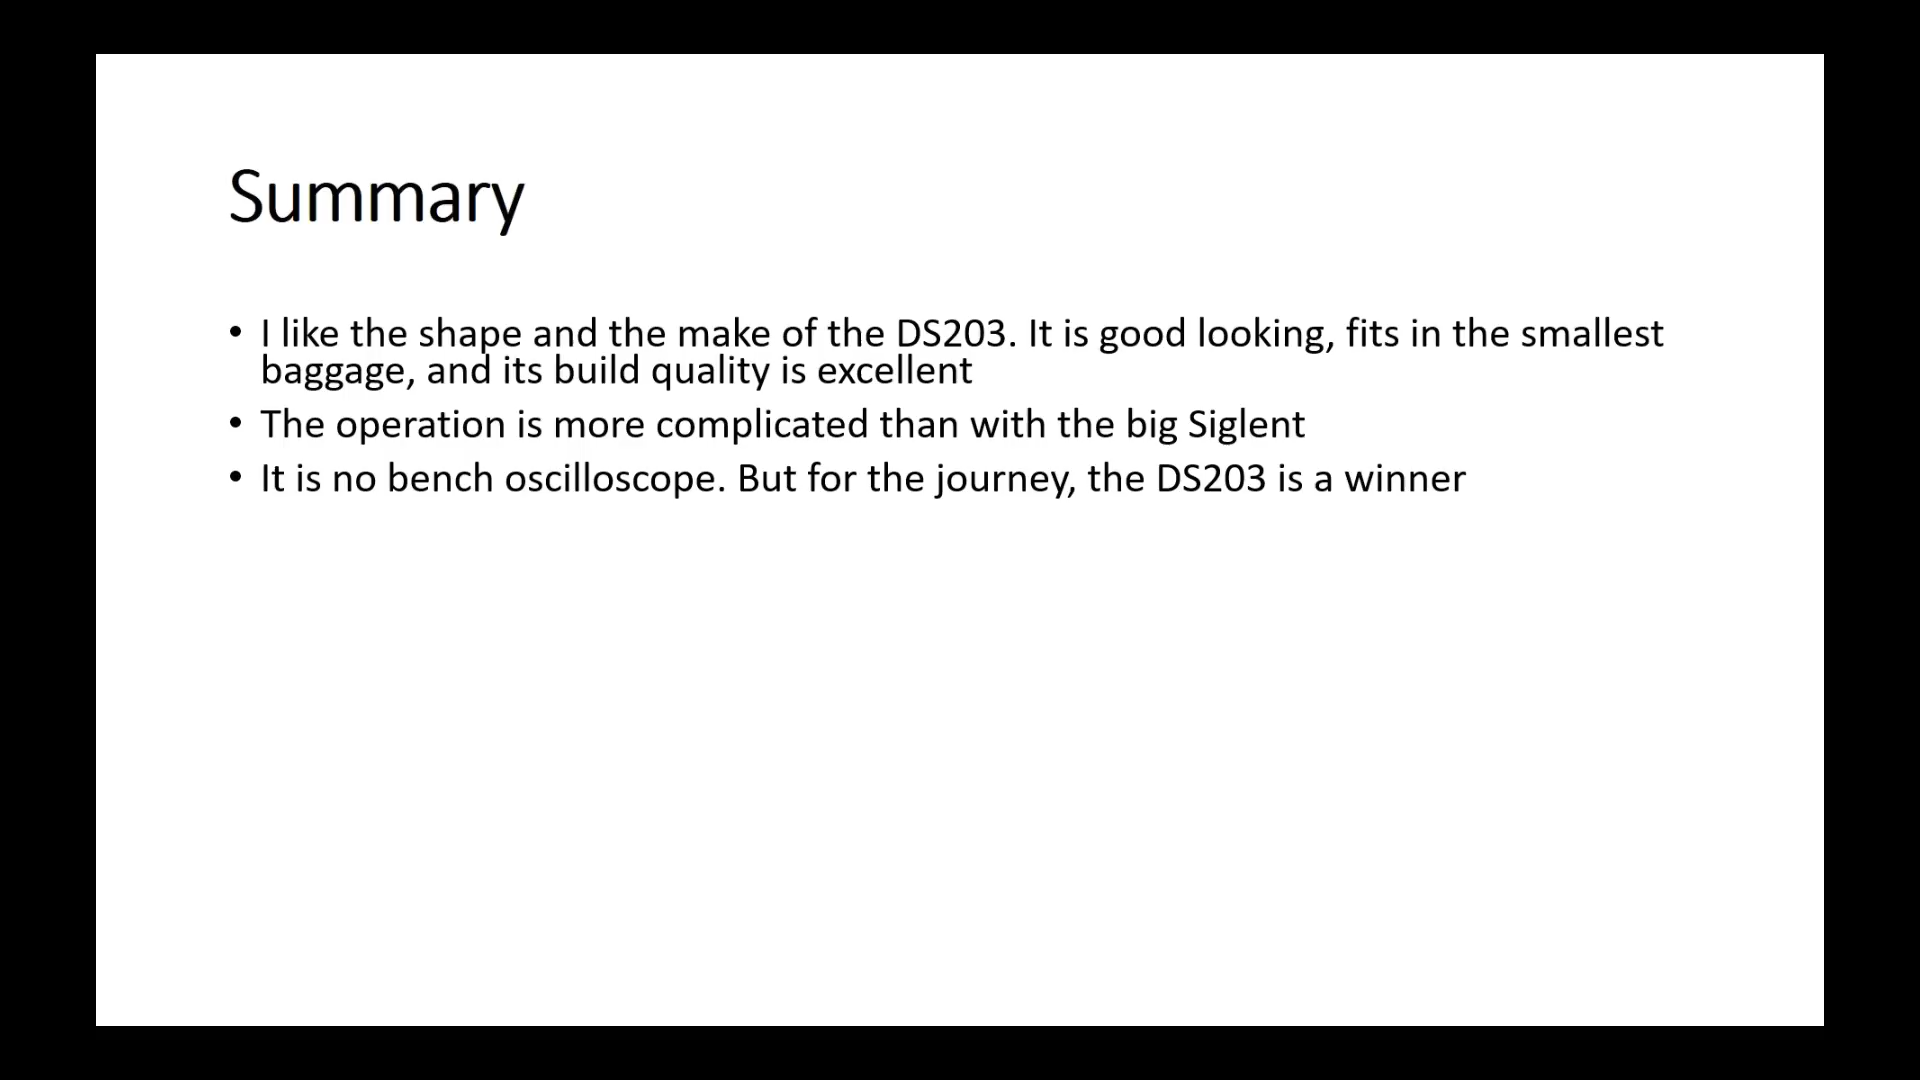 Summary
• I like the shape and the make of the DS203. It is good looking, fits in the smallest
baggage, and its build quality is excellent
• The operation is more complicated than with the big Siglent
• It is no bench oscilloscope. But for the journey, the DS203 is a winner